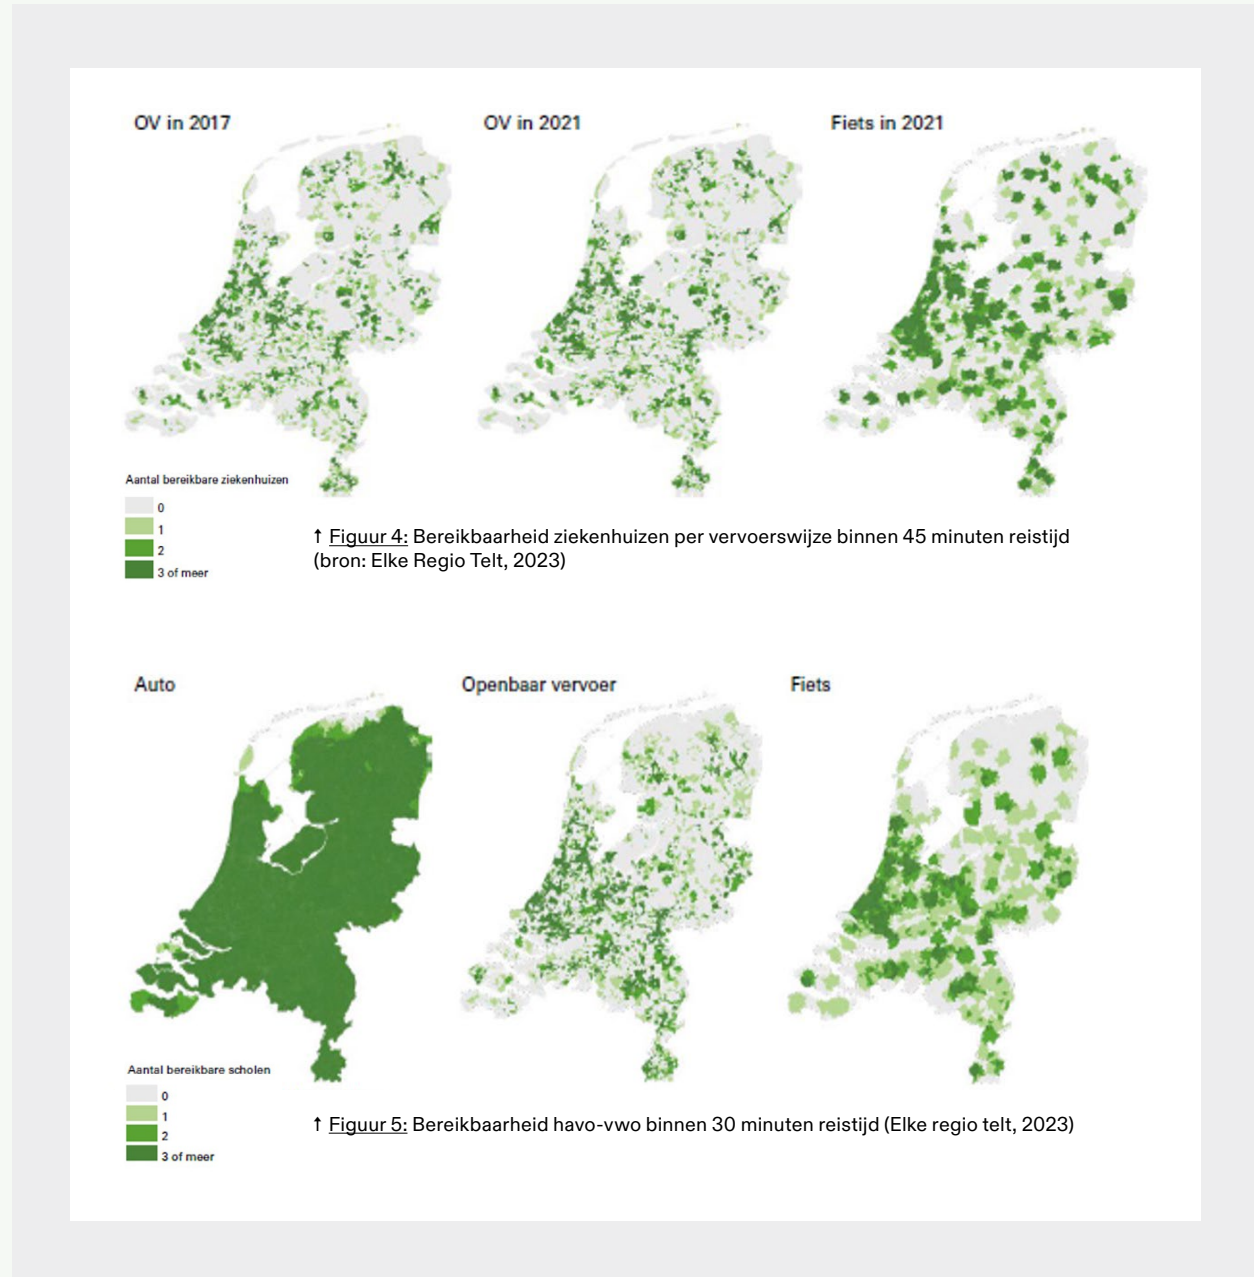 OV in 2017
OV in 2021
Fiets in 2021
Aantal bereikbare ziekenhuizen
0
1
2
3 of meer
↑ Figuur 4: Bereikbaarheid ziekenhuizen per vervoerswijze binnen 45 minuten reistijd
(bron: Elke Regio Telt, 2023)
Auto
Openbaar vervoer
Fiets
Aantal bereikbare scholen
0
1
2
3 of meer
↑ Figuur 5: Bereikbaarheid havo-vwo binnen 30 minuten reistijd (Elke regio telt, 2023)